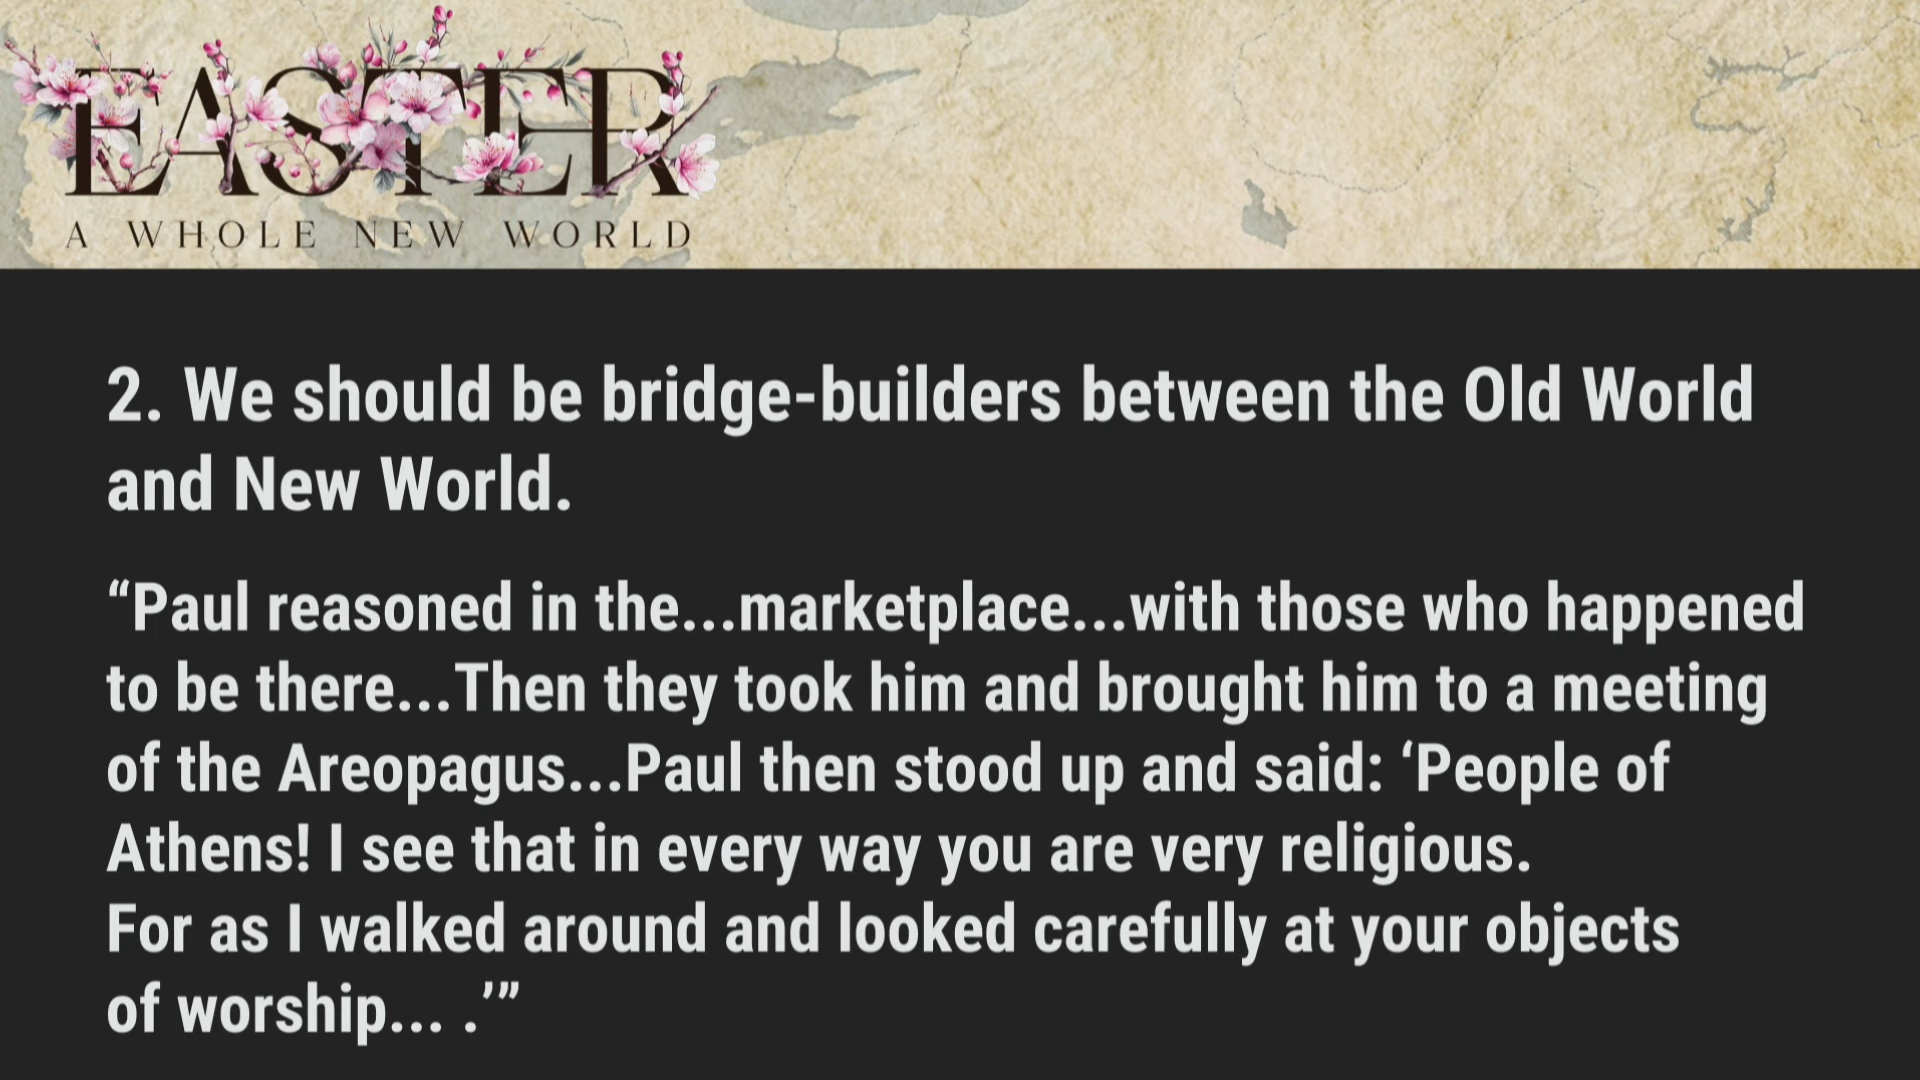 EASTER
A WHOLE NEW WORLD
2. We should be bridge-builders between the Old World
and New World.
“Paul reasoned in the...marketplace...with those who happened
to be there...Then they took him and brought him to a meeting
of the Areopagus...Paul then stood up and said: ‘People of
Athens! I see that in every way you are very religious.
For as I walked around and looked carefully at your objects
of worship... .’”